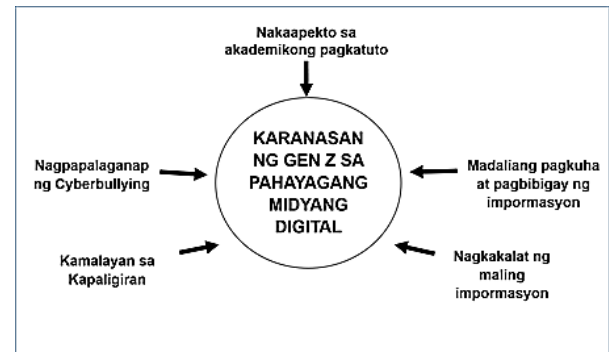 Nakaapekto sa
akademikong pagkatuto
KARANASAN
NG GEN Z SA
PAHAYAGANG
MIDYANG
DIGITAL
Nagpapalaganap
ng Cyberbullying
Madaliang pagkuha
at pagbibigay ng
impormasyon
Kamalayan sa
Kapaligiran
Nagkakalat ng
maling
impormasyon